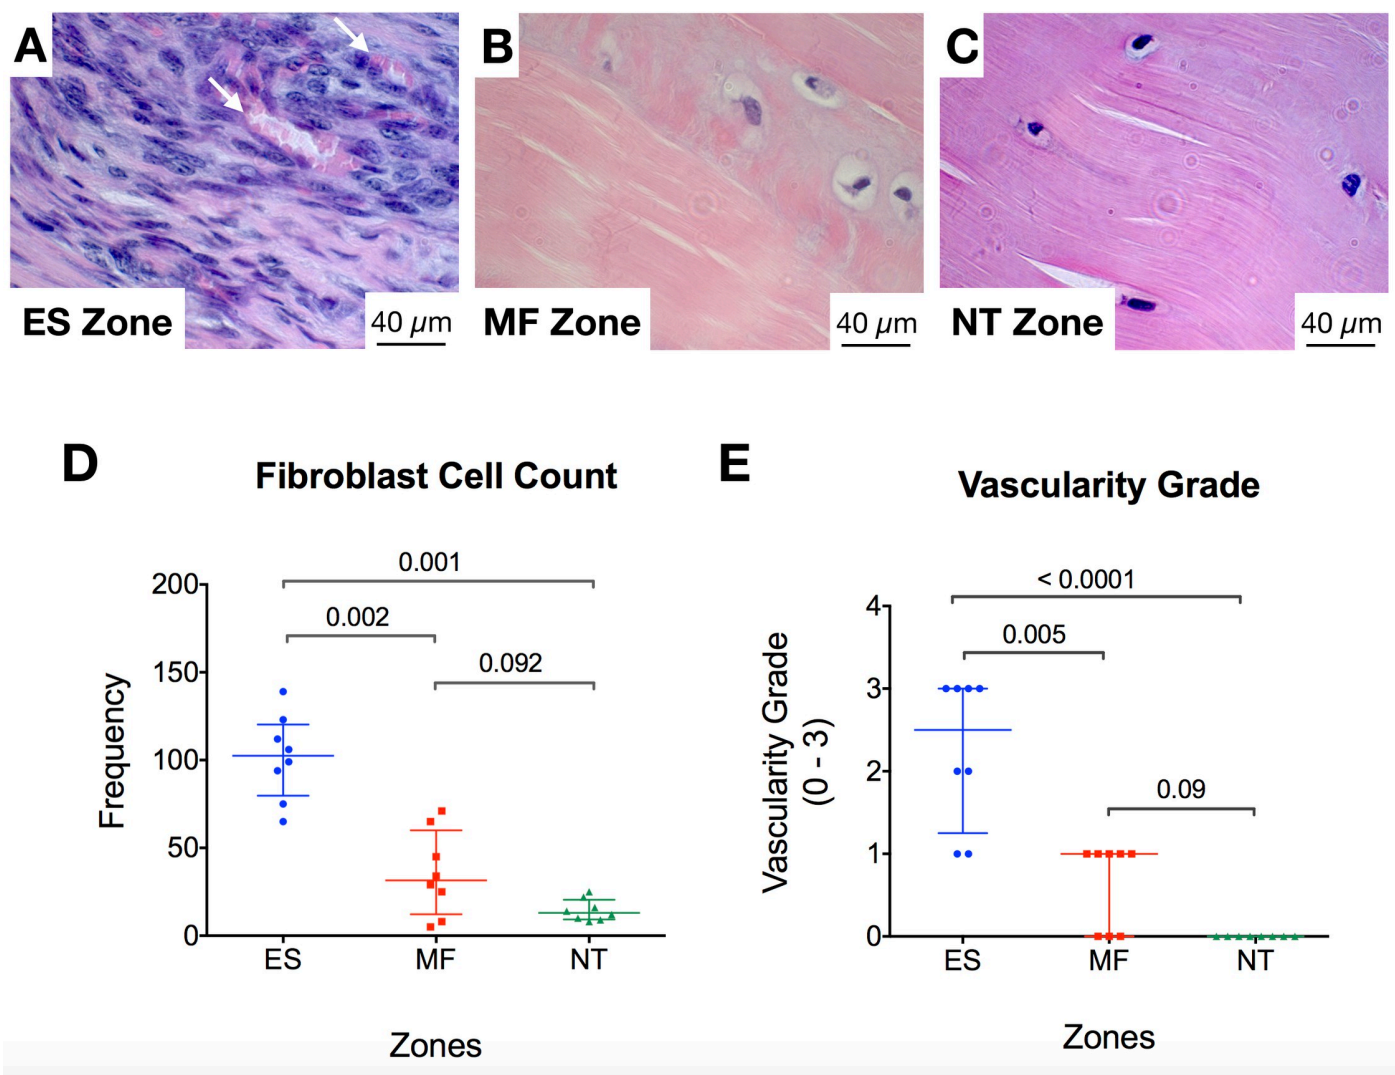 A
B
C
ES Zone
40 µm
MF Zone
40 µm
NT Zone
40 µm
D
Fibroblast Cell Count
0.001
0.002
0.092
200
150
100
50
0
Frequency
ES
MF
NT
Zones
E
Vascularity Grade
< 0.0001
0.005
0.09
4
3
2
1
0
Vascularity Grade
(0 - 3)
ES
MF
NT
Zones